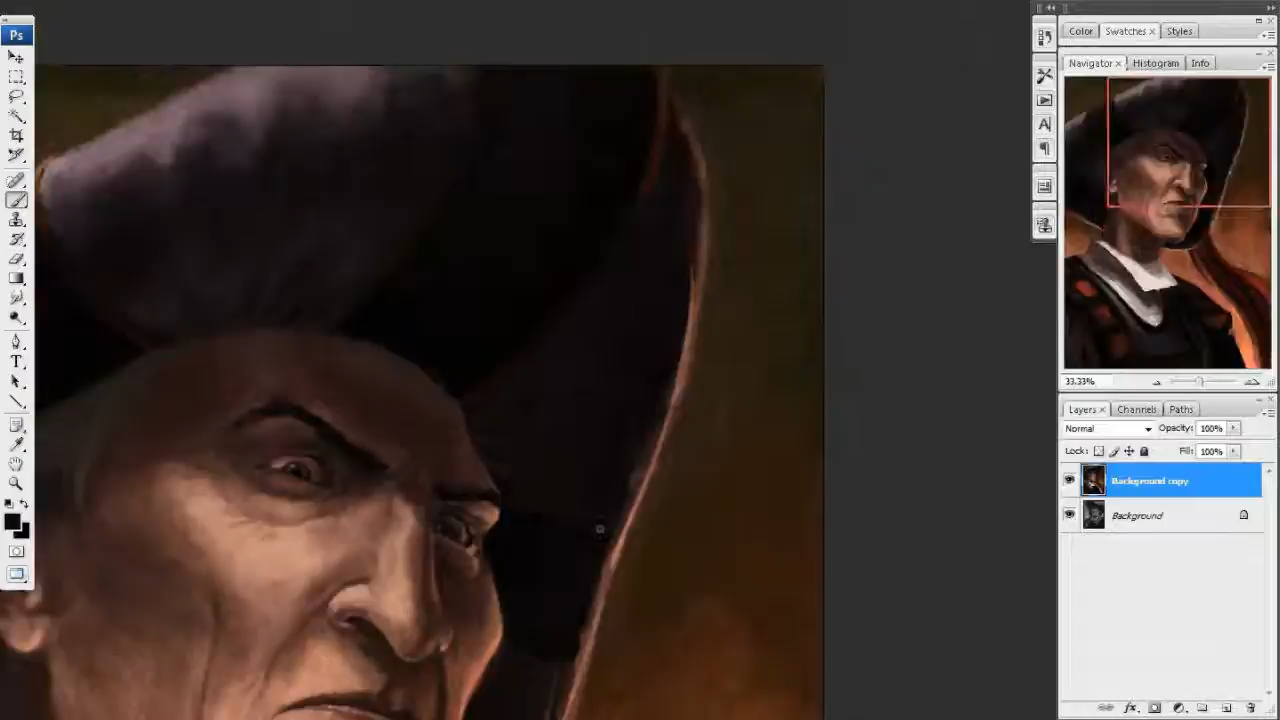 Ps
Color Swatches × Styles
Navigator × Histogram Info
A
T
33.33%
Layers × Channels Paths
Normal Opacity: 100%
Lock: Fill: 100%
Background copy
Background